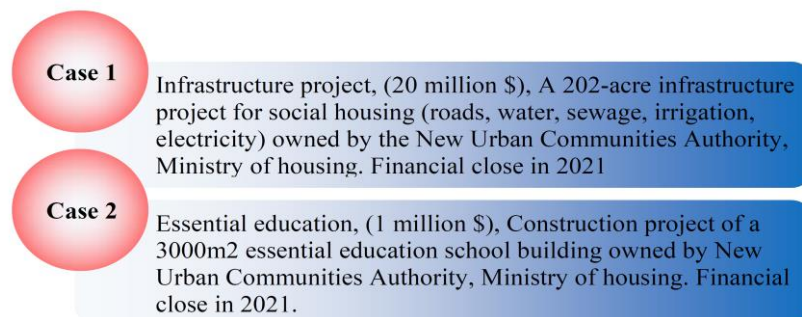 Case 1
Infrastructure project, (20 million $), A 202-acre infrastructure
project for social housing (roads, water, sewage, irrigation,
electricity) owned by the New Urban Communities Authority,
Ministry of housing. Financial close in 2021
Case 2
Essential education, (1 million $), Construction project of a
3000m2 essential education school building owned by New
Urban Communities Authority, Ministry of housing. Financial
close in 2021.